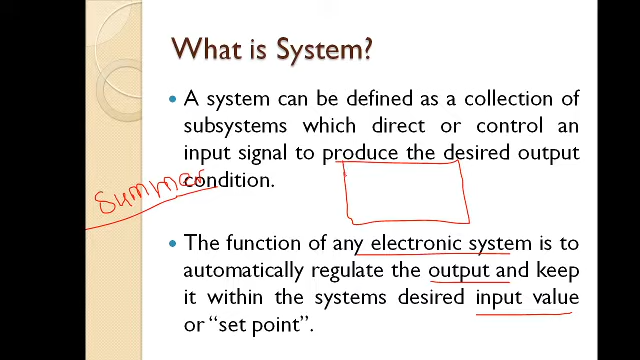 What is System?
• A system can be defined as a collection of
subsystems which direct or control an
input signal to produce the desired output
condition.
Summer
• The function of any electronic system is to
automatically regulate the output and keep
it within the systems desired input value
or “set point”.